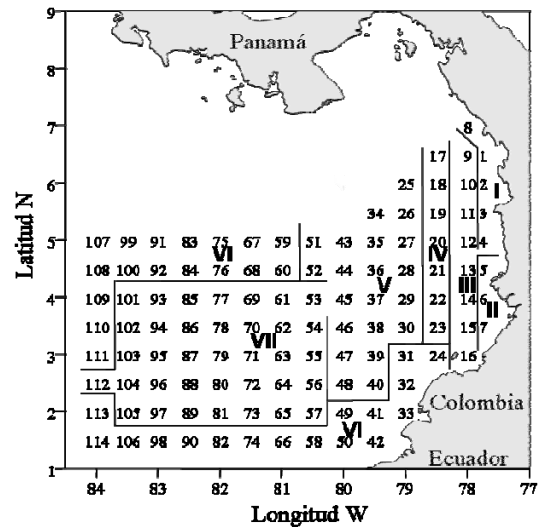 9
Panamá
8
7
8
17 9 1
6
25 18 10 2 I
34 26 19 11 3
5
107 99 91 83 75 67 59 51 43 35 27 20 12 4
VI IV
108 100 92 84 76 68 60 52 44 36 28 21 13 5
V III
4
109 101 93 85 77 69 61 53 45 37 29 22 14 6
II
110 102 94 86 78 70 62 54 46 38 30 23 15 7
VII
3
111 103 95 87 79 71 63 55 47 39 31 24 16
112 104 96 88 80 72 64 56 48 40 32
2
113 105 97 89 81 73 65 57 49 41 33
Colombia
VI
114 106 98 90 82 74 66 58 50 42
Ecuador
1
84 83 82 81 80 79 78 77
Latitud N
Longitud W